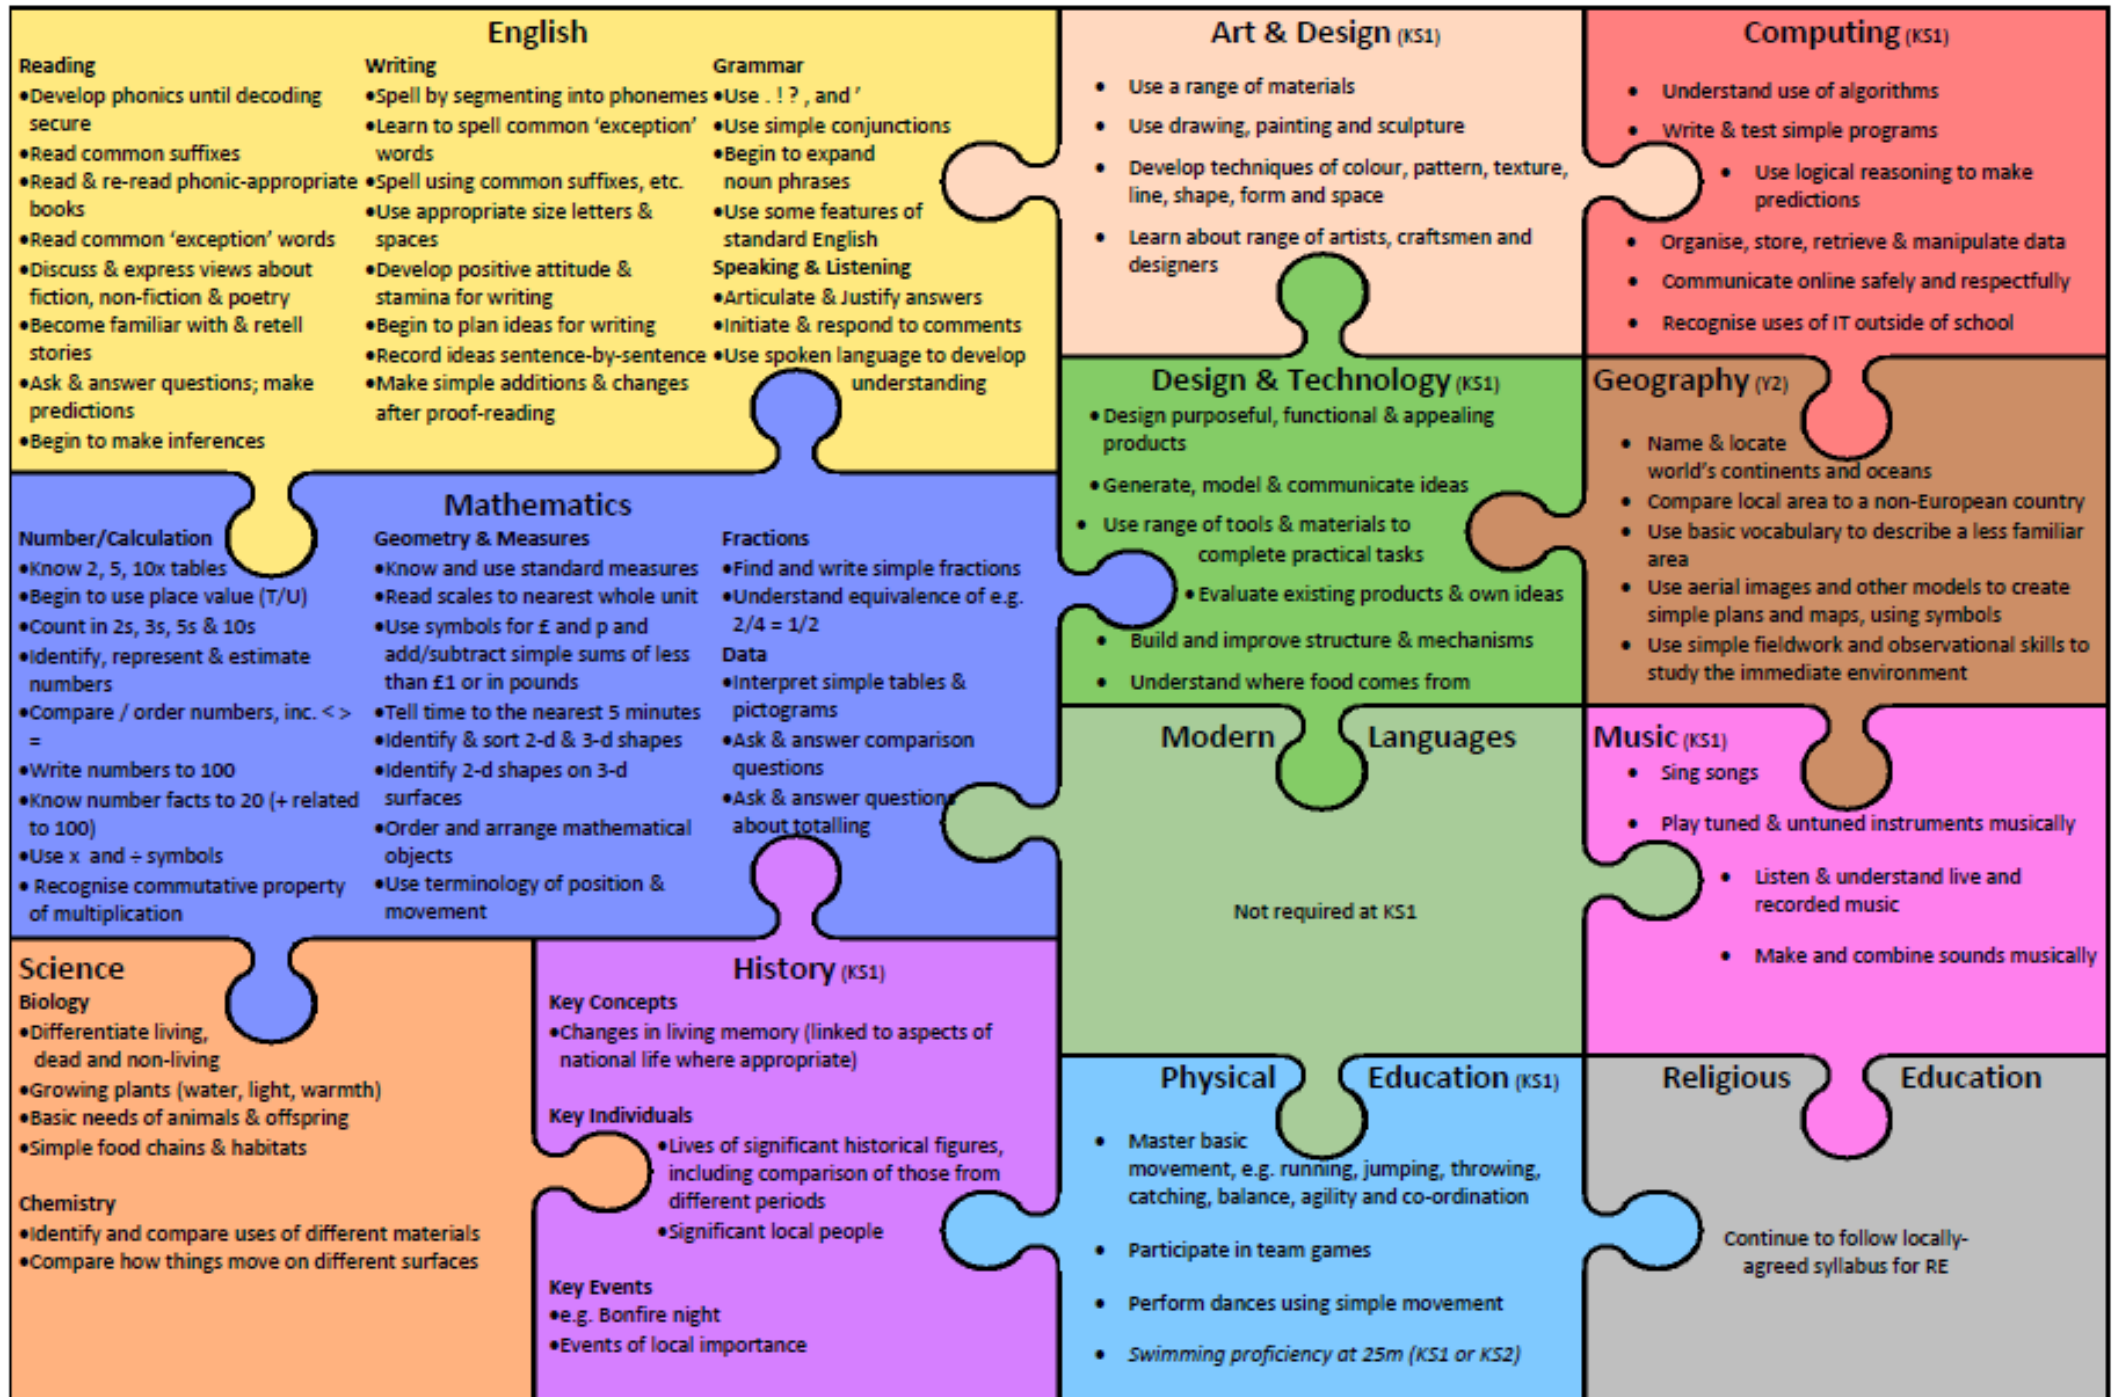 English
Reading
•Develop phonics until decoding
secure
•Read common suffixes
•Read & re-read phonic-appropriate
books
•Read common ‘exception’ words
•Discuss & express views about
fiction, non-fiction & poetry
•Become familiar with & retell
stories
•Ask & answer questions; make
predictions
•Begin to make inferences
Writing
•Spell by segmenting into phonemes
•Learn to spell common ‘exception’
words
•Spell using common suffixes, etc.
•Use appropriate size letters &
spaces
•Develop positive attitude &
stamina for writing
•Begin to plan ideas for writing
•Record ideas sentence-by-sentence
•Make simple additions & changes
after proof-reading
Grammar
•Use . ! ? , and ’
•Use simple conjunctions
•Begin to expand
noun phrases
•Use some features of
standard English
Speaking & Listening
•Articulate & Justify answers
•Initiate & respond to comments
•Use spoken language to develop
understanding
Art & Design (KS1)
• Use a range of materials
• Use drawing, painting and sculpture
• Develop techniques of colour, pattern, texture,
line, shape, form and space
• Learn about range of artists, craftsmen and
designers
Computing (KS1)
• Understand use of algorithms
• Write & test simple programs
• Use logical reasoning to make
predictions
• Organise, store, retrieve & manipulate data
• Communicate online safely and respectfully
• Recognise uses of IT outside of school
Mathematics
Number/Calculation
•Know 2, 5, 10x tables
•Begin to use place value (T/U)
•Count in 2s, 3s, 5s & 10s
•Identify, represent & estimate
numbers
•Compare / order numbers, inc. < >
=
•Write numbers to 100
•Know number facts to 20 (+ related
to 100)
•Use x and ÷ symbols
• Recognise commutative property
of multiplication
Geometry & Measures
•Know and use standard measures
•Read scales to nearest whole unit
•Use symbols for £ and p and
add/subtract simple sums of less
than £1 or in pounds
•Tell time to the nearest 5 minutes
•Identify & sort 2-d & 3-d shapes
•Identify 2-d shapes on 3-d
surfaces
•Order and arrange mathematical
objects
•Use terminology of position &
movement
Fractions
•Find and write simple fractions
•Understand equivalence of e.g.
2/4 = 1/2
Data
•Interpret simple tables &
pictograms
•Ask & answer comparison
questions
•Ask & answer questions
about totalling
Design & Technology (KS1)
•Design purposeful, functional & appealing
products
•Generate, model & communicate ideas
• Use range of tools & materials to
complete practical tasks
•Evaluate existing products & own ideas
• Build and improve structure & mechanisms
• Understand where food comes from
Geography (Y2)
• Name & locate
world’s continents and oceans
• Compare local area to a non-European country
• Use basic vocabulary to describe a less familiar
area
• Use aerial images and other models to create
simple plans and maps, using symbols
• Use simple fieldwork and observational skills to
study the immediate environment
Modern Languages
Not required at KS1
Music (KS1)
• Sing songs
• Play tuned & untuned instruments musically
• Listen & understand live and
recorded music
• Make and combine sounds musically
Science
Biology
•Differentiate living,
dead and non-living
•Growing plants (water, light, warmth)
•Basic needs of animals & offspring
•Simple food chains & habitats
Chemistry
•Identify and compare uses of different materials
•Compare how things move on different surfaces
History (KS1)
Key Concepts
•Changes in living memory (linked to aspects of
national life where appropriate)
Key Individuals
•Lives of significant historical figures,
including comparison of those from
different periods
•Significant local people
Key Events
•e.g. Bonfire night
•Events of local importance
Physical Education (KS1)
• Master basic
movement, e.g. running, jumping, throwing,
catching, balance, agility and co-ordination
• Participate in team games
• Perform dances using simple movement
• Swimming proficiency at 25m (KS1 or KS2)
Religious Education
Continue to follow locally-
agreed syllabus for RE